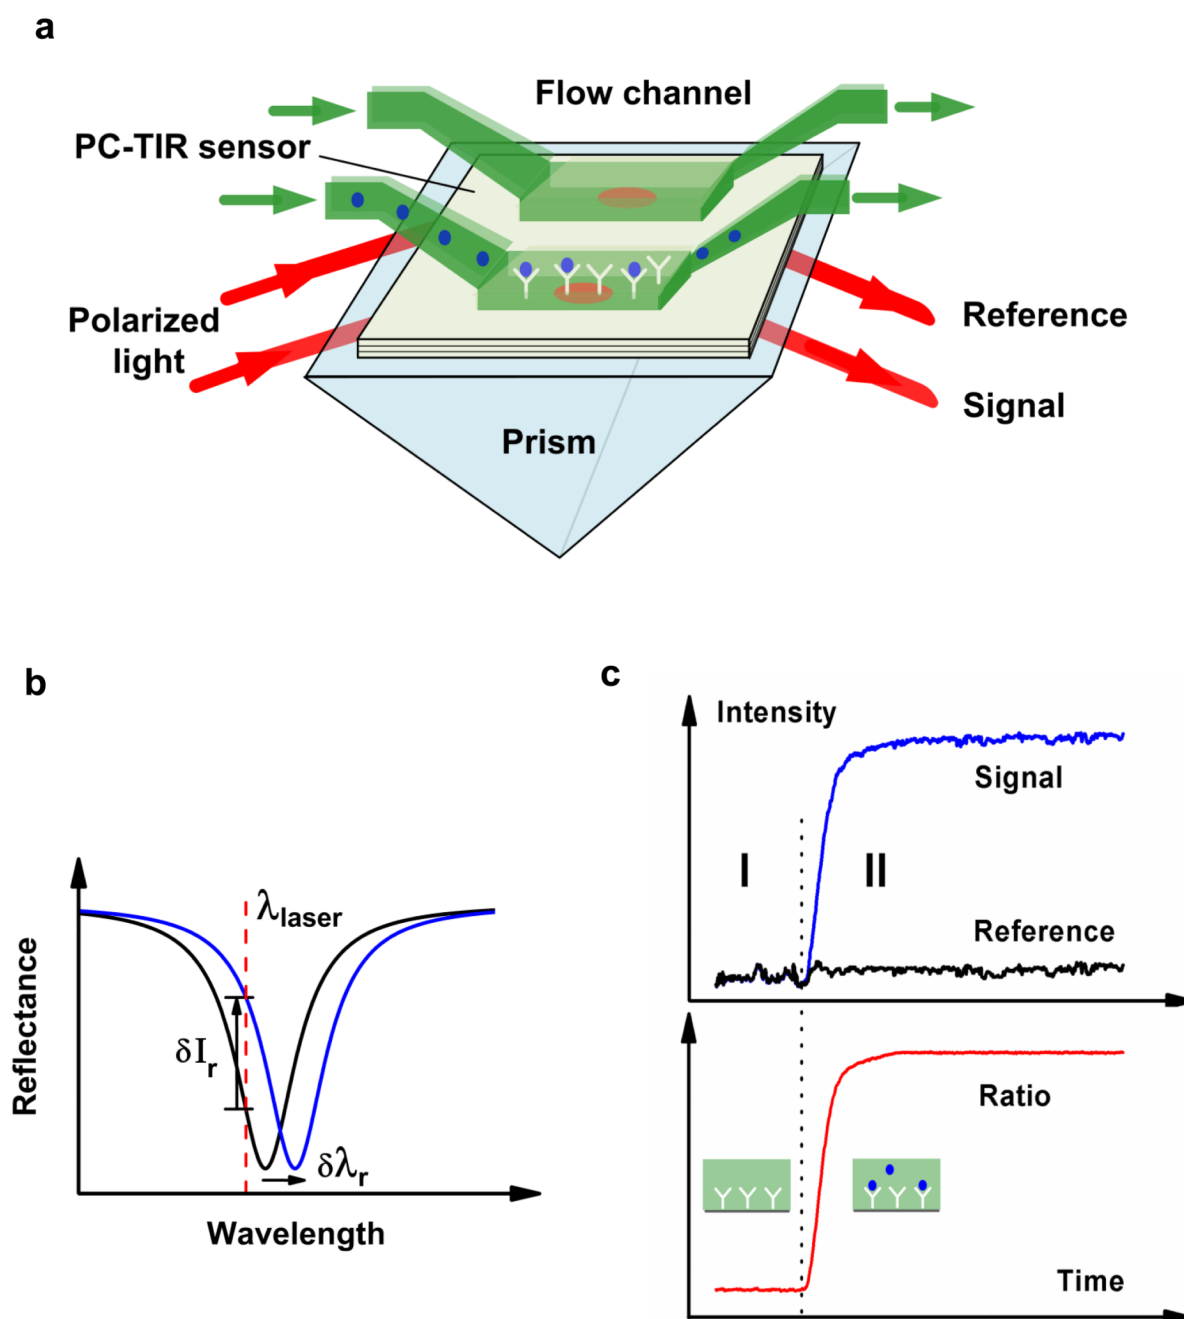 a
Flow channel
PC-TIR sensor
Polarized
light
Reference
Signal
Prism
b
λlaser
δIr
δλr
Reflectance
Wavelength
c
Intensity
Signal
I
II
Reference
Ratio
Time